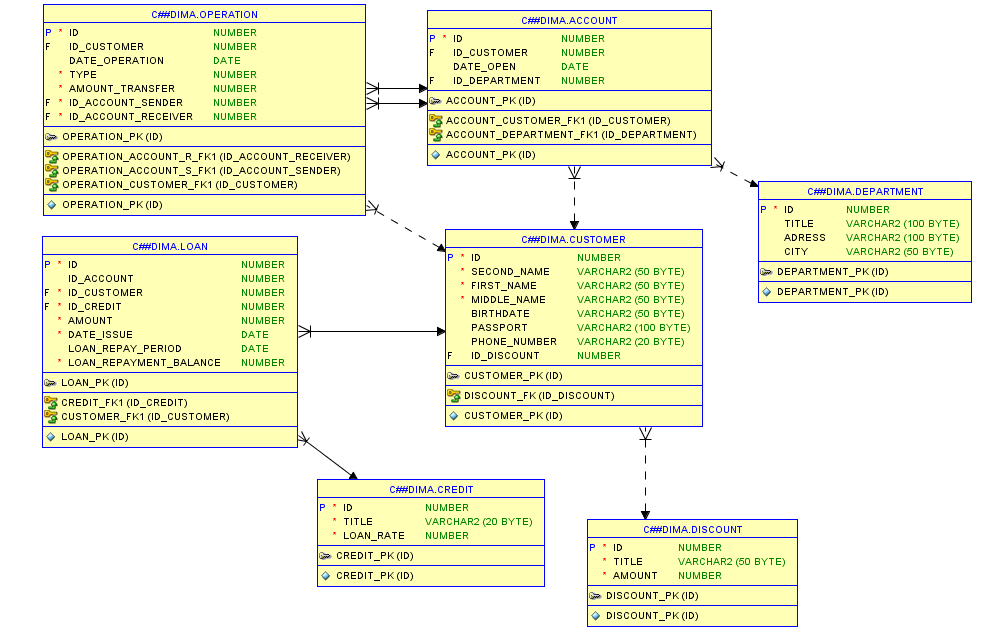 C##DIMA.OPERATION
P * ID NUMBER
F ID_CUSTOMER NUMBER
DATE_OPERATION DATE
* TYPE NUMBER
* AMOUNT_TRANSFER NUMBER
F * ID_ACCOUNT_SENDER NUMBER
F * ID_ACCOUNT_RECEIVER NUMBER
OPERATION_PK (ID)
OPERATION_ACCOUNT_R_FK1 (ID_ACCOUNT_RECEIVER)
OPERATION_ACCOUNT_S_FK1 (ID_ACCOUNT_SENDER)
OPERATION_CUSTOMER_FK1 (ID_CUSTOMER)
OPERATION_PK (ID)
C##DIMA.ACCOUNT
P * ID NUMBER
F ID_CUSTOMER NUMBER
DATE_OPEN DATE
F ID_DEPARTMENT NUMBER
ACCOUNT_PK (ID)
ACCOUNT_CUSTOMER_FK1 (ID_CUSTOMER)
ACCOUNT_DEPARTMENT_FK1 (ID_DEPARTMENT)
ACCOUNT_PK (ID)
C##DIMA.DEPARTMENT
P * ID NUMBER
TITLE VARCHAR2 (100 BYTE)
ADRESS VARCHAR2 (100 BYTE)
CITY VARCHAR2 (50 BYTE)
DEPARTMENT_PK (ID)
DEPARTMENT_PK (ID)
C##DIMA.LOAN
P * ID NUMBER
ID_ACCOUNT NUMBER
F * ID_CUSTOMER NUMBER
F * ID_CREDIT NUMBER
* AMOUNT NUMBER
* DATE_ISSUE DATE
LOAN_REPAY_PERIOD DATE
* LOAN_REPAYMENT_BALANCE NUMBER
LOAN_PK (ID)
CREDIT_FK1 (ID_CREDIT)
CUSTOMER_FK1 (ID_CUSTOMER)
LOAN_PK (ID)
C##DIMA.CUSTOMER
P * ID NUMBER
* SECOND_NAME VARCHAR2 (50 BYTE)
* FIRST_NAME VARCHAR2 (50 BYTE)
* MIDDLE_NAME VARCHAR2 (50 BYTE)
BIRTHDATE VARCHAR2 (50 BYTE)
PASSPORT VARCHAR2 (100 BYTE)
PHONE_NUMBER VARCHAR2 (20 BYTE)
F ID_DISCOUNT NUMBER
CUSTOMER_PK (ID)
DISCOUNT_FK (ID_DISCOUNT)
CUSTOMER_PK (ID)
C##DIMA.CREDIT
P * ID NUMBER
* TITLE VARCHAR2 (20 BYTE)
* LOAN_RATE NUMBER
CREDIT_PK (ID)
CREDIT_PK (ID)
C##DIMA.DISCOUNT
P * ID NUMBER
* TITLE VARCHAR2 (50 BYTE)
* AMOUNT NUMBER
DISCOUNT_PK (ID)
DISCOUNT_PK (ID)